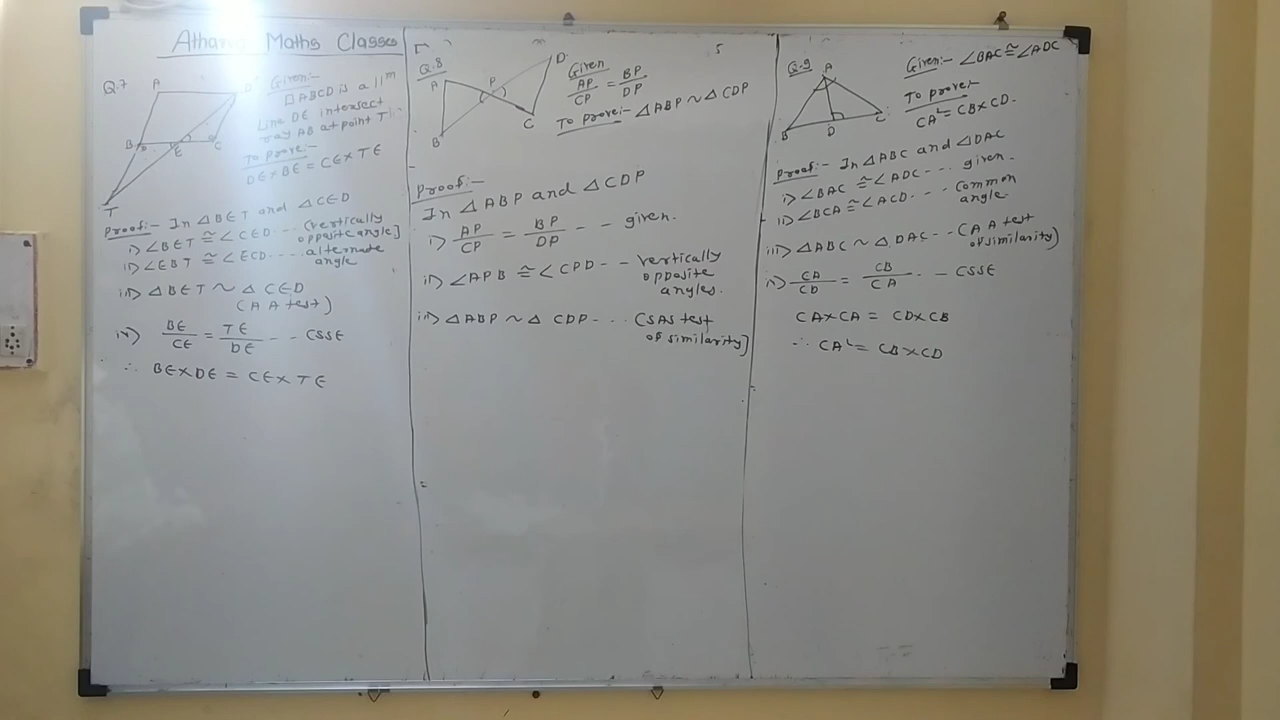 Atharv Maths Classes
Q.7
A
D
B
E
C
T
Given:-
□ABCD is a ||m
Line DE intersect
ray AB at point T
To prove:-
DE × BE = CE × TE
Proof:- In △BET and △CED
i) ∠BET ≅ ∠CED --- (vertically
opposite angle]
ii) ∠EBT ≅ ∠ECD ---- alternate
angle
iii) △BET ~ △CED
(AA test)
iv) BE/CE = TE/DE -- CSSE
∴ BE×DE = CE×TE
Q.8
A
P
D
B
C
Given
AP/CP = BP/DP
To prove:- △ABP ~ △CDP
Proof:-
In △ABP and △CDP
i) AP/CP = BP/DP -- given.
ii) ∠APB ≅ ∠CPD -- vertically
opposite
angles.
iii) △ABP ~ △CDP --- (SAS test
of similarity]
5
Q.9
A
B
D
C
Given:- ∠BAC ≅ ∠ADC
To prove:-
CA² = CB×CD.
Proof:- In △ABC and △DAC
i) ∠BAC ≅ ∠ADC --- given.
ii) ∠BCA ≅ ∠ACD --- common
angle
iii) △ABC ~ △DAC -- (AA test
of similarity)
iv) CA/CD = CB/CA -- CSSE
CA×CA = CD×CB
∴ CA² = CB×CD